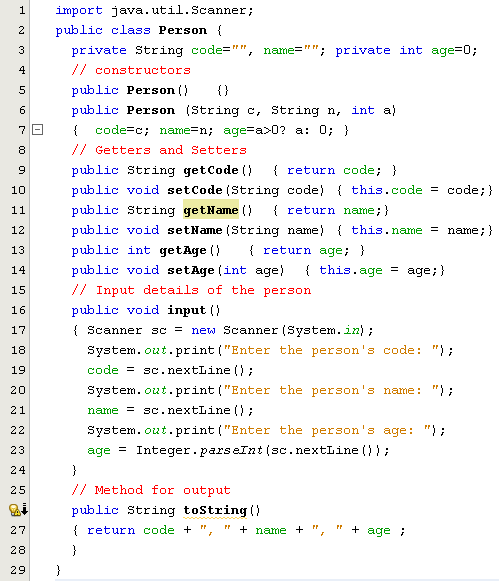 1 import java.util.Scanner;
2 public class Person {
3 private String code="", name=""; private int age=0;
4 // constructors
5 public Person() {}
6 public Person (String c, String n, int a)
7 { code=c; name=n; age=a>0? a: 0; }
8 // Getters and Setters
9 public String getCode() { return code; }
10 public void setCode(String code) { this.code = code;}
11 public String getName() { return name;}
12 public void setName(String name) { this.name = name;}
13 public int getAge() { return age; }
14 public void setAge(int age) { this.age = age;}
15 // Input details of the person
16 public void input()
17 { Scanner sc = new Scanner(System.in);
18 System.out.print("Enter the person's code: ");
19 code = sc.nextLine();
20 System.out.print("Enter the person's name: ");
21 name = sc.nextLine();
22 System.out.print("Enter the person's age: ");
23 age = Integer.parseInt(sc.nextLine());
24 }
25 // Method for output
public String toString()
27 { return code + ", " + name + ", " + age ;
28 }
29 }